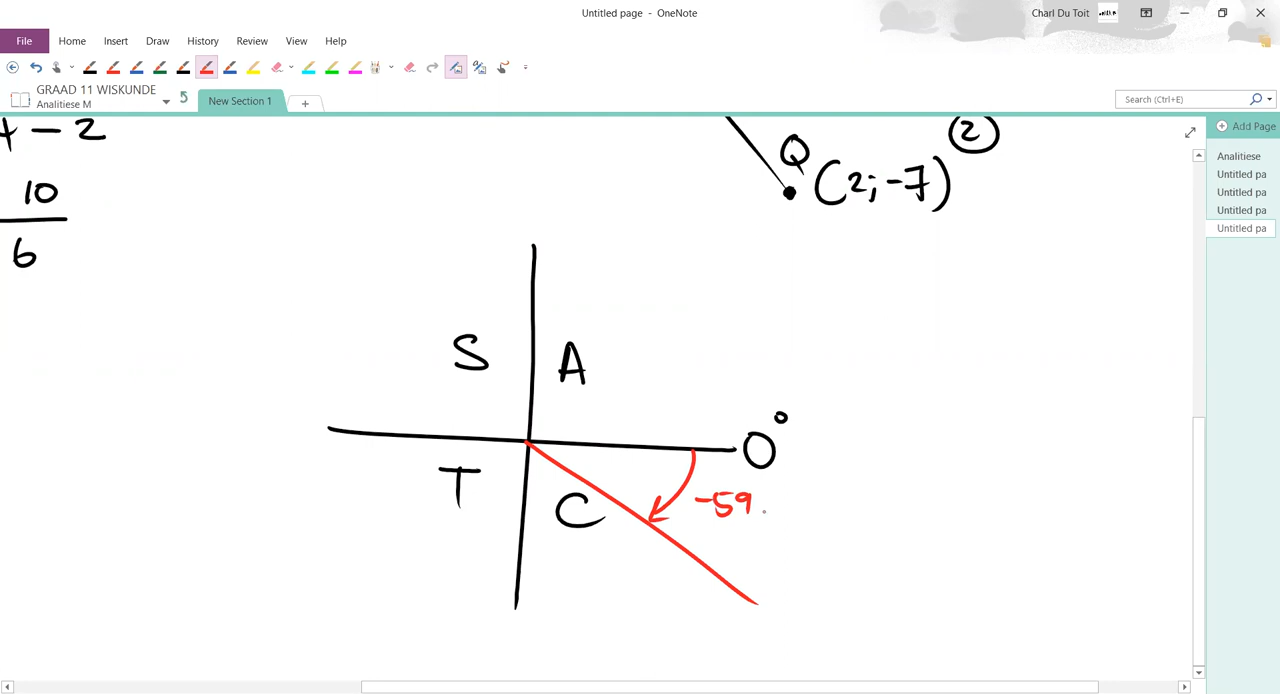 Untitled page - OneNote
Charl Du Toit
File Home Insert Draw History Review View Help
GRAAD 11 WISKUNDE
Analitiese M
New Section 1
+
Search (Ctrl+E)
Add Page
Analitiese
Untitled pa
Untitled pa
Untitled pa
Untitled pa
- 2
10
6
Q
(2;-7)
2
S A
0°
T C
-59.